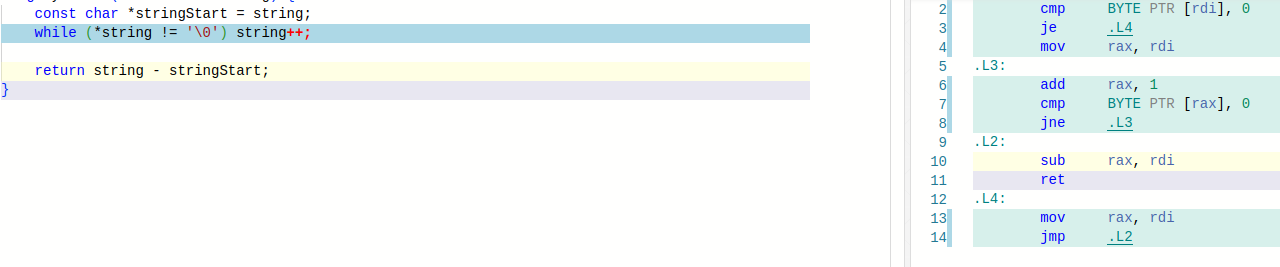 const char *stringStart = string;
while (*string != '\0') string++;
return string - stringStart;
}
2 cmp BYTE PTR [rdi], 0
3 je .L4
4 mov rax, rdi
5 .L3:
6 add rax, 1
7 cmp BYTE PTR [rax], 0
8 jne .L3
9 .L2:
10 sub rax, rdi
11 ret
12 .L4:
13 mov rax, rdi
14 jmp .L2